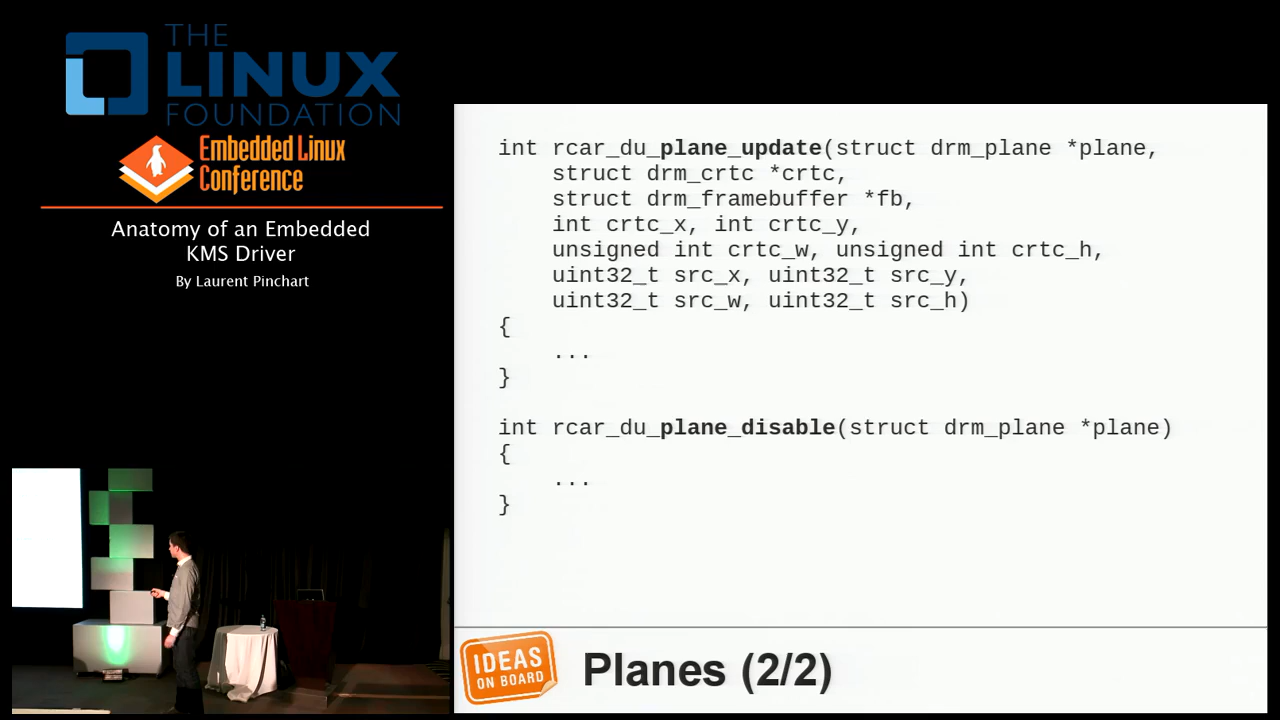 THE
LINUX
FOUNDATION
Embedded Linux
Conference
Anatomy of an Embedded
KMS Driver
By Laurent Pinchart
int rcar_du_plane_update(struct drm_plane *plane,
    struct drm_crtc *crtc,
    struct drm_framebuffer *fb,
    int crtc_x, int crtc_y,
    unsigned int crtc_w, unsigned int crtc_h,
    uint32_t src_x, uint32_t src_y,
    uint32_t src_w, uint32_t src_h)
{
    ...
}
int rcar_du_plane_disable(struct drm_plane *plane)
{
    ...
}
IDEAS
ON BOARD
Planes (2/2)